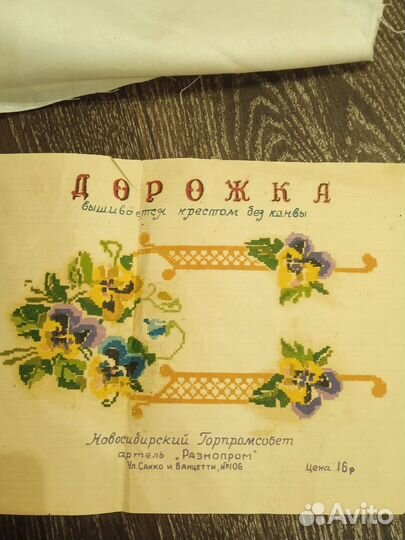 ДОРОЖКА
вышивается крестом без канвы
Новосибирский Горпромсовет
артель „Разнопром"
Ул. Сакко и Ванцетти, №106
Цена 16р
Avito